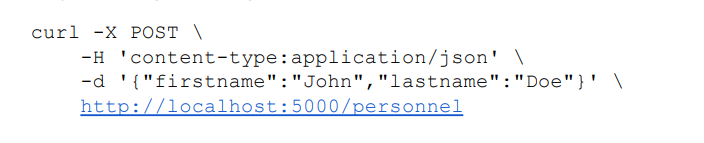 curl -X POST \
-H 'content-type:application/json' \
-d '{"firstname":"John","lastname":"Doe"}' \
http://localhost:5000/personnel